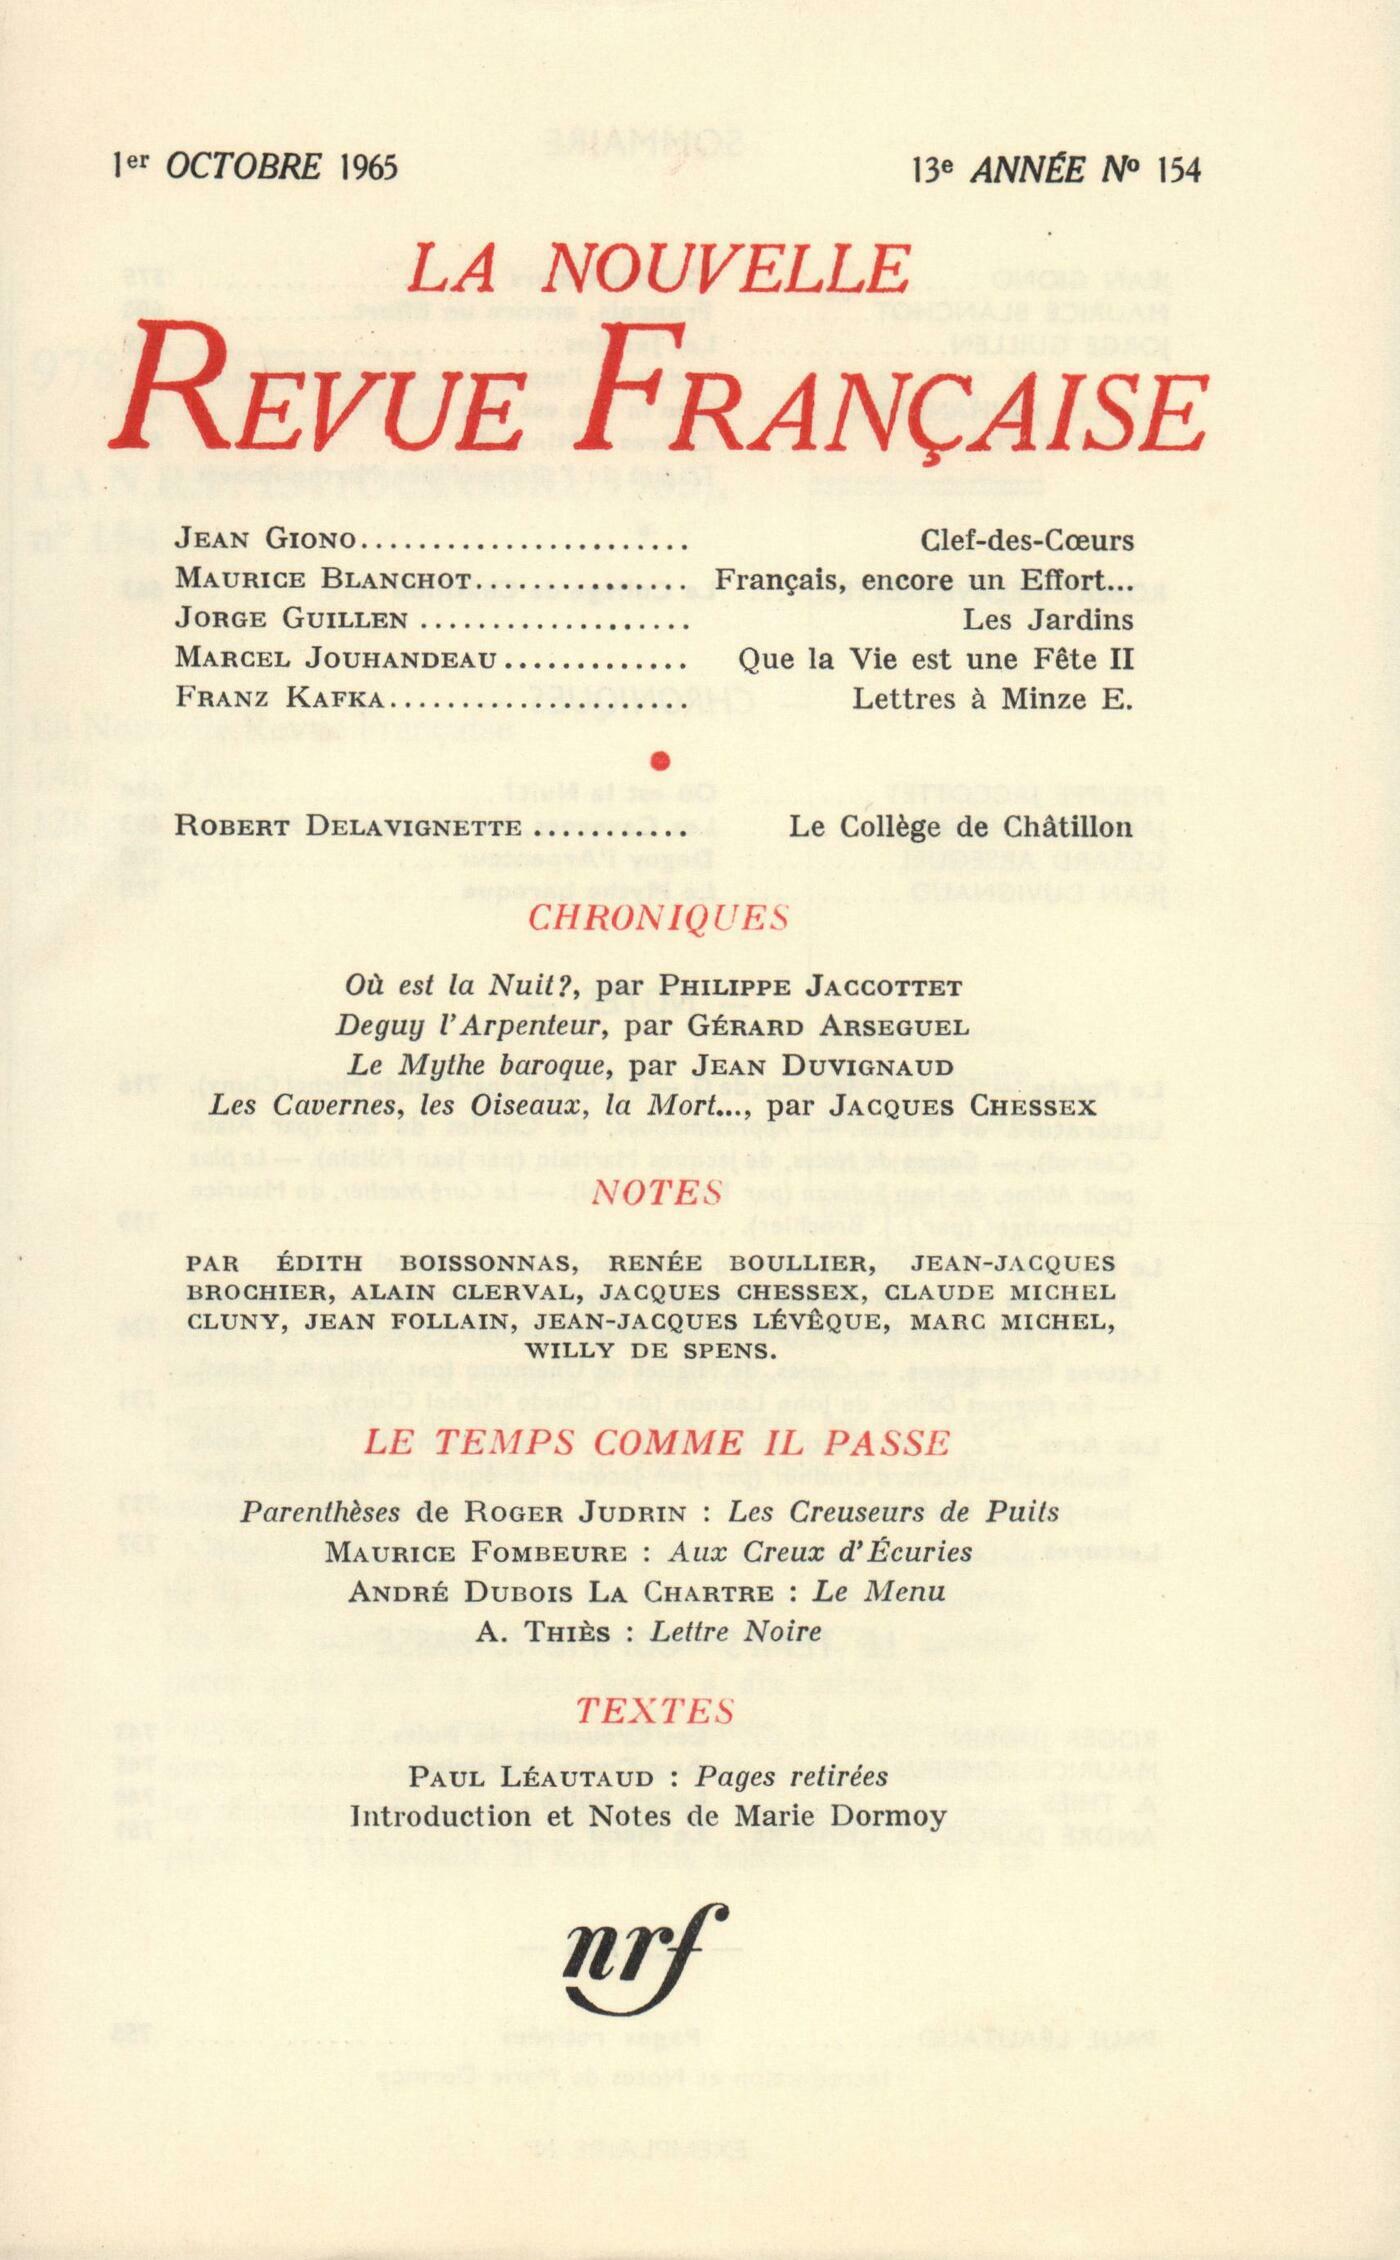 1er OCTOBRE 1965
13e ANNÉE No 154
LA NOUVELLE
REVUE FRANÇAISE
JEAN GIONO....................... Clef-des-Cœurs
MAURICE BLANCHOT............... Français, encore un Effort...
JORGE GUILLEN ................... Les Jardins
MARCEL JOUHANDEAU............. Que la Vie est une Fête II
FRANZ KAFKA..................... Lettres à Minze E.
ROBERT DELAVIGNETTE ........... Le Collège de Châtillon
CHRONIQUES
Où est la Nuit?, par PHILIPPE JACCOTTET
Deguy l'Arpenteur, par GÉRARD ARSEGUEL
Le Mythe baroque, par JEAN DUVIGNAUD
Les Cavernes, les Oiseaux, la Mort..., par JACQUES CHESSEX
NOTES
PAR ÉDITH BOISSONNAS, RENÉE BOULLIER, JEAN-JACQUES
BROCHIER, ALAIN CLERVAL, JACQUES CHESSEX, CLAUDE MICHEL
CLUNY, JEAN FOLLAIN, JEAN-JACQUES LÉVÊQUE, MARC MICHEL,
WILLY DE SPENS.
LE TEMPS COMME IL PASSE
Parenthèses de ROGER JUDRIN : Les Creuseurs de Puits
MAURICE FOMBEURE : Aux Creux d'Écuries
ANDRÉ DUBOIS LA CHARTRE : Le Menu
A. THIÈS : Lettre Noire
TEXTES
PAUL LÉAUTAUD : Pages retirées
Introduction et Notes de Marie Dormoy
nrf